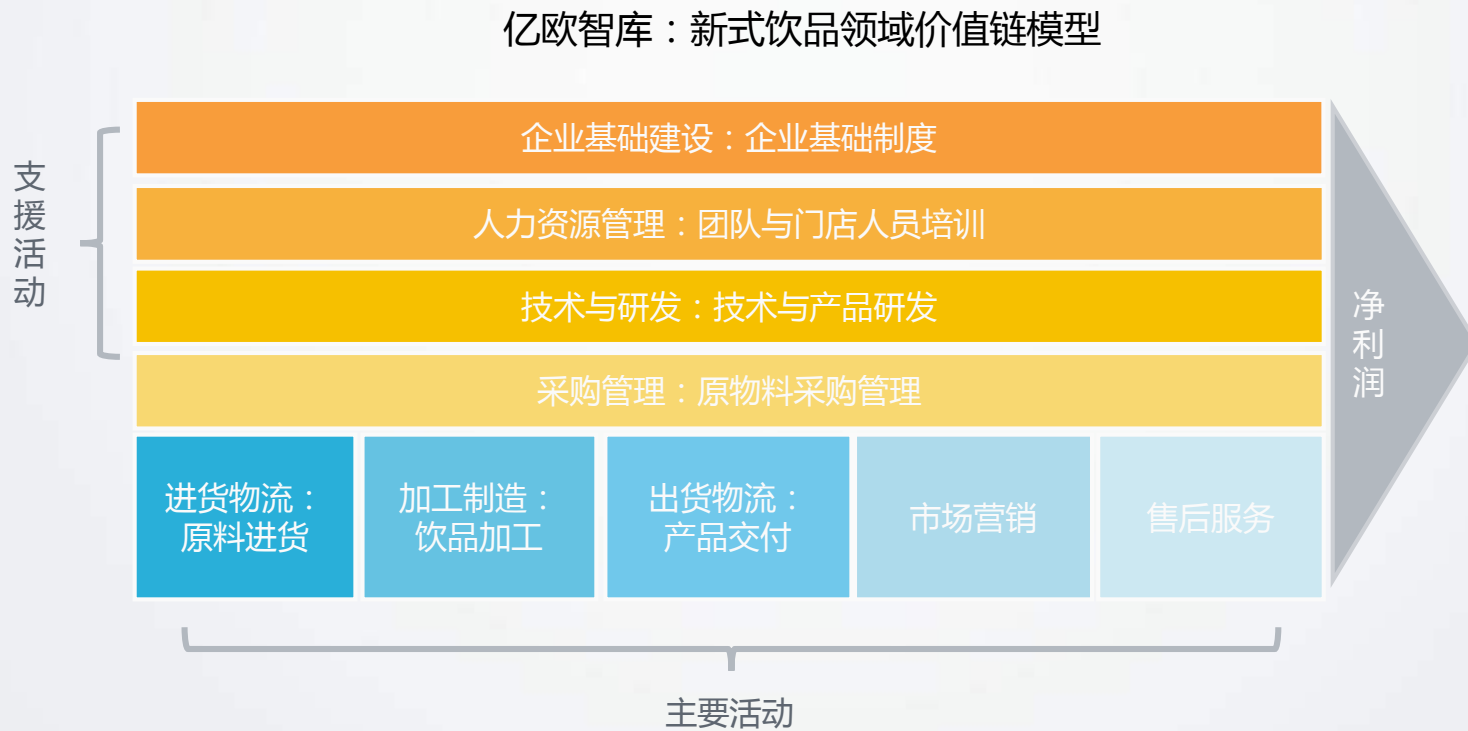 亿欧智库：新式饮品领域价值链模型
支援活动
企业基础建设：企业基础制度
人力资源管理：团队与门店人员培训
技术与研发：技术与产品研发
采购管理：原物料采购管理
进货物流：
原料进货
加工制造：
饮品加工
出货物流：
产品交付
市场营销
售后服务
净利润
主要活动